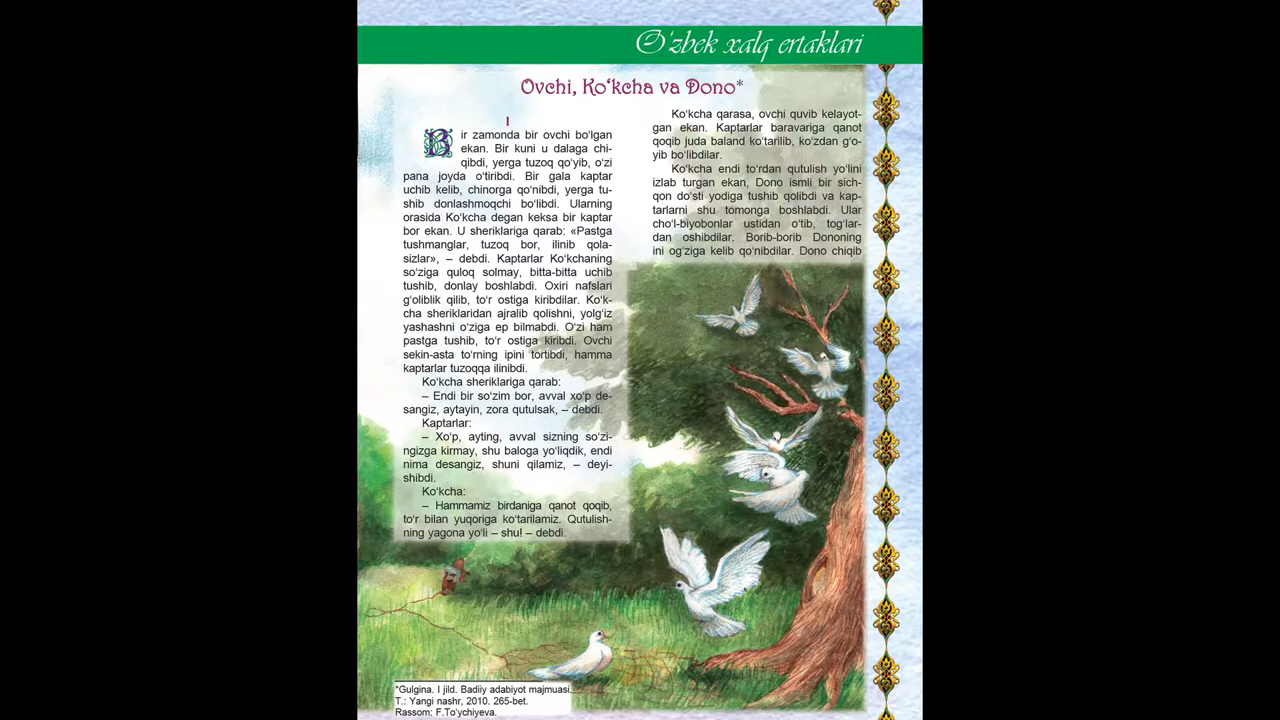 O'zbek xalq ertaklari
Ovchi, Ko‘kcha va Dono*
I
Bir zamonda bir ovchi bo‘lgan
ekan. Bir kuni u dalaga chi-
qibdi, yerga tuzoq qo‘yib, o‘zi
pana joyda o‘tiribdi. Bir gala kaptar
uchib kelib, chinorga qo‘nibdi, yerga tu-
shib donlashmoqchi bo‘libdi. Ularning
orasida Ko‘kcha degan keksa bir kaptar
bor ekan. U sheriklariga qarab: «Pastga
tushmanglar, tuzoq bor, ilinib qola-
sizlar», – debdi. Kaptarlar Ko‘kchaning
so‘ziga quloq solmay, bitta-bitta uchib
tushib, donlay boshlabdi. Oxiri nafslari
g‘oliblik qilib, to‘r ostiga kiribdilar. Ko‘k-
cha sheriklaridan ajralib qolishni, yolg‘iz
yashashni o‘ziga ep bilmabdi. O‘zi ham
pastga tushib, to‘r ostiga kiribdi. Ovchi
sekin-asta to‘rning ipini tortibdi, hamma
kaptarlar tuzoqqa ilinibdi.
Ko‘kcha sheriklariga qarab:
– Endi bir so‘zim bor, avval xo‘p de-
sangiz, aytayin, zora qutulsak, – debdi.
Kaptarlar:
– Xo‘p, ayting, avval sizning so‘zi-
ngizga kirmay, shu baloga yo‘liqdik, endi
nima desangiz, shuni qilamiz, – deyi-
shibdi.
Ko‘kcha:
– Hammamiz birdaniga qanot qoqib,
to‘r bilan yuqoriga ko‘tarilamiz. Qutulish-
ning yagona yo‘li – shu! – debdi.
Ko‘kcha qarasa, ovchi quvib kelayot-
gan ekan. Kaptarlar baravariga qanot
qoqib juda baland ko‘tarilib, ko‘zdan g‘o-
yib bo‘libdilar.
Ko‘kcha endi to‘rdan qutulish yo‘lini
izlab turgan ekan, Dono ismli bir sich-
qon do‘sti yodiga tushib qolibdi va kap-
tarlarni shu tomonga boshlabdi. Ular
cho‘l-biyobonlar ustidan o‘tib, tog‘lar-
dan oshibdilar. Borib-borib Dononing
ini og‘ziga kelib qo‘nibdilar. Dono chiqib
*Gulgina. I jild. Badiiy adabiyot majmuasi.
T.: Yangi nashr, 2010. 265-bet.
Rassom: F.To‘ychiyeva.